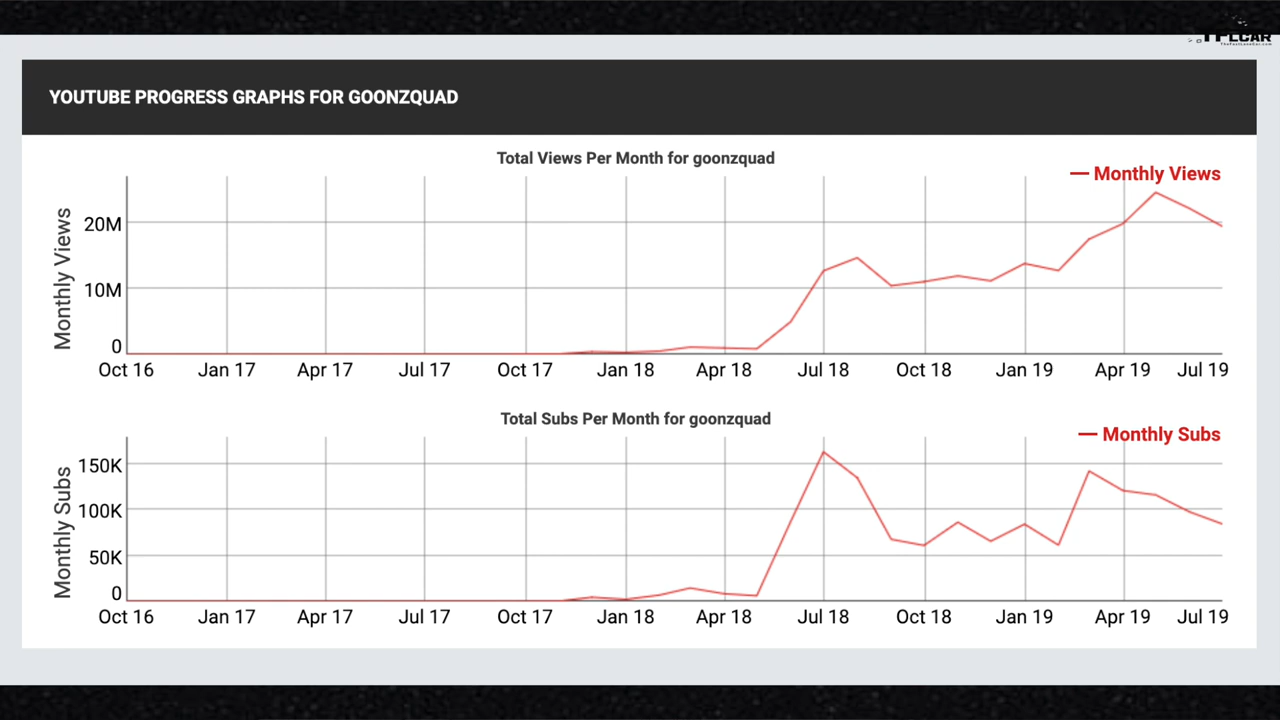 TFLCAR
TheFastLaneCar.com
YOUTUBE PROGRESS GRAPHS FOR GOONZQUAD
Total Views Per Month for goonzquad
Monthly Views
Monthly Views
20M
10M
0
Oct 16 Jan 17 Apr 17 Jul 17 Oct 17 Jan 18 Apr 18 Jul 18 Oct 18 Jan 19 Apr 19 Jul 19
Total Subs Per Month for goonzquad
Monthly Subs
Monthly Subs
150K
100K
50K
0
Oct 16 Jan 17 Apr 17 Jul 17 Oct 17 Jan 18 Apr 18 Jul 18 Oct 18 Jan 19 Apr 19 Jul 19